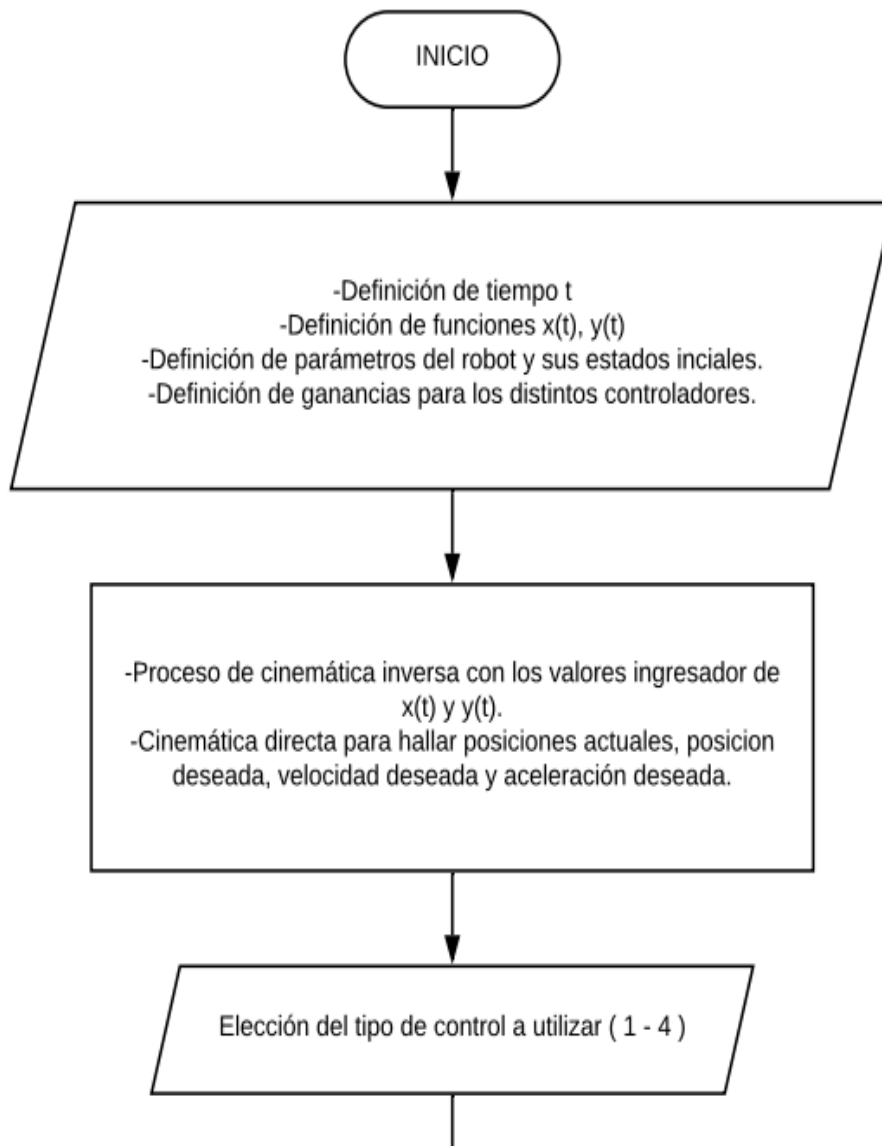 INICIO
-Definición de tiempo t
-Definición de funciones x(t), y(t)
-Definición de parámetros del robot y sus estados inciales.
-Definición de ganancias para los distintos controladores.
-Proceso de cinemática inversa con los valores ingresador de
x(t) y y(t).
-Cinemática directa para hallar posiciones actuales, posicion
deseada, velocidad deseada y aceleración deseada.
Elección del tipo de control a utilizar ( 1 - 4 )